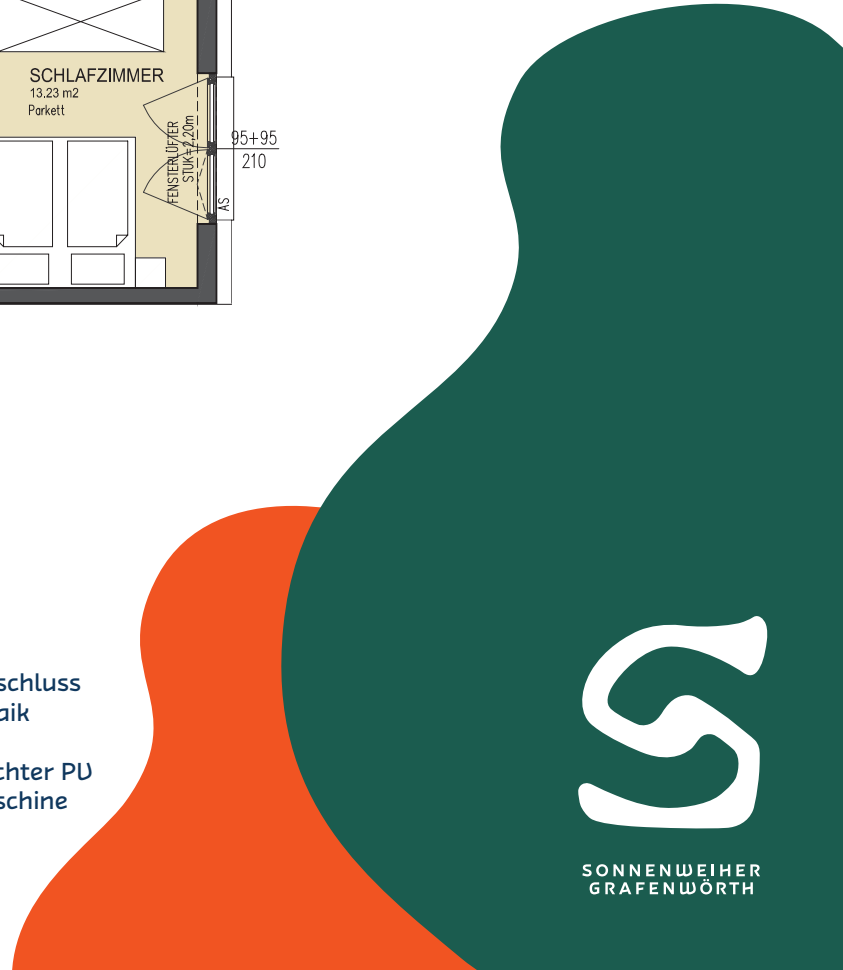 SCHLAFZIMMER
13.23 m2
Parkett
FENSTERLÜFTER
STUK=2,20m
95+95
210
AS
schluss
aik
chter PV
schine
SONNENWEIHER
GRAFENWÖRTH